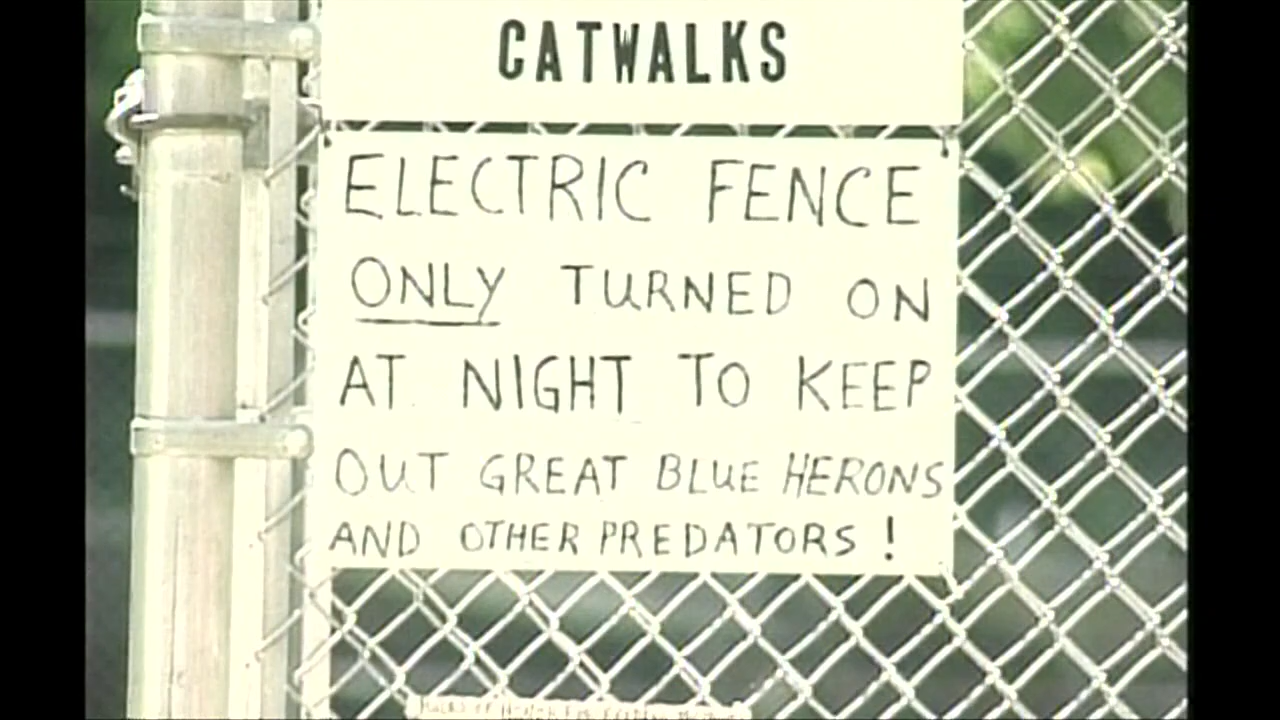 CATWALKS
ELECTRIC FENCE
ONLY TURNED ON
AT NIGHT TO KEEP
OUT GREAT BLUE HERONS
AND OTHER PREDATORS!